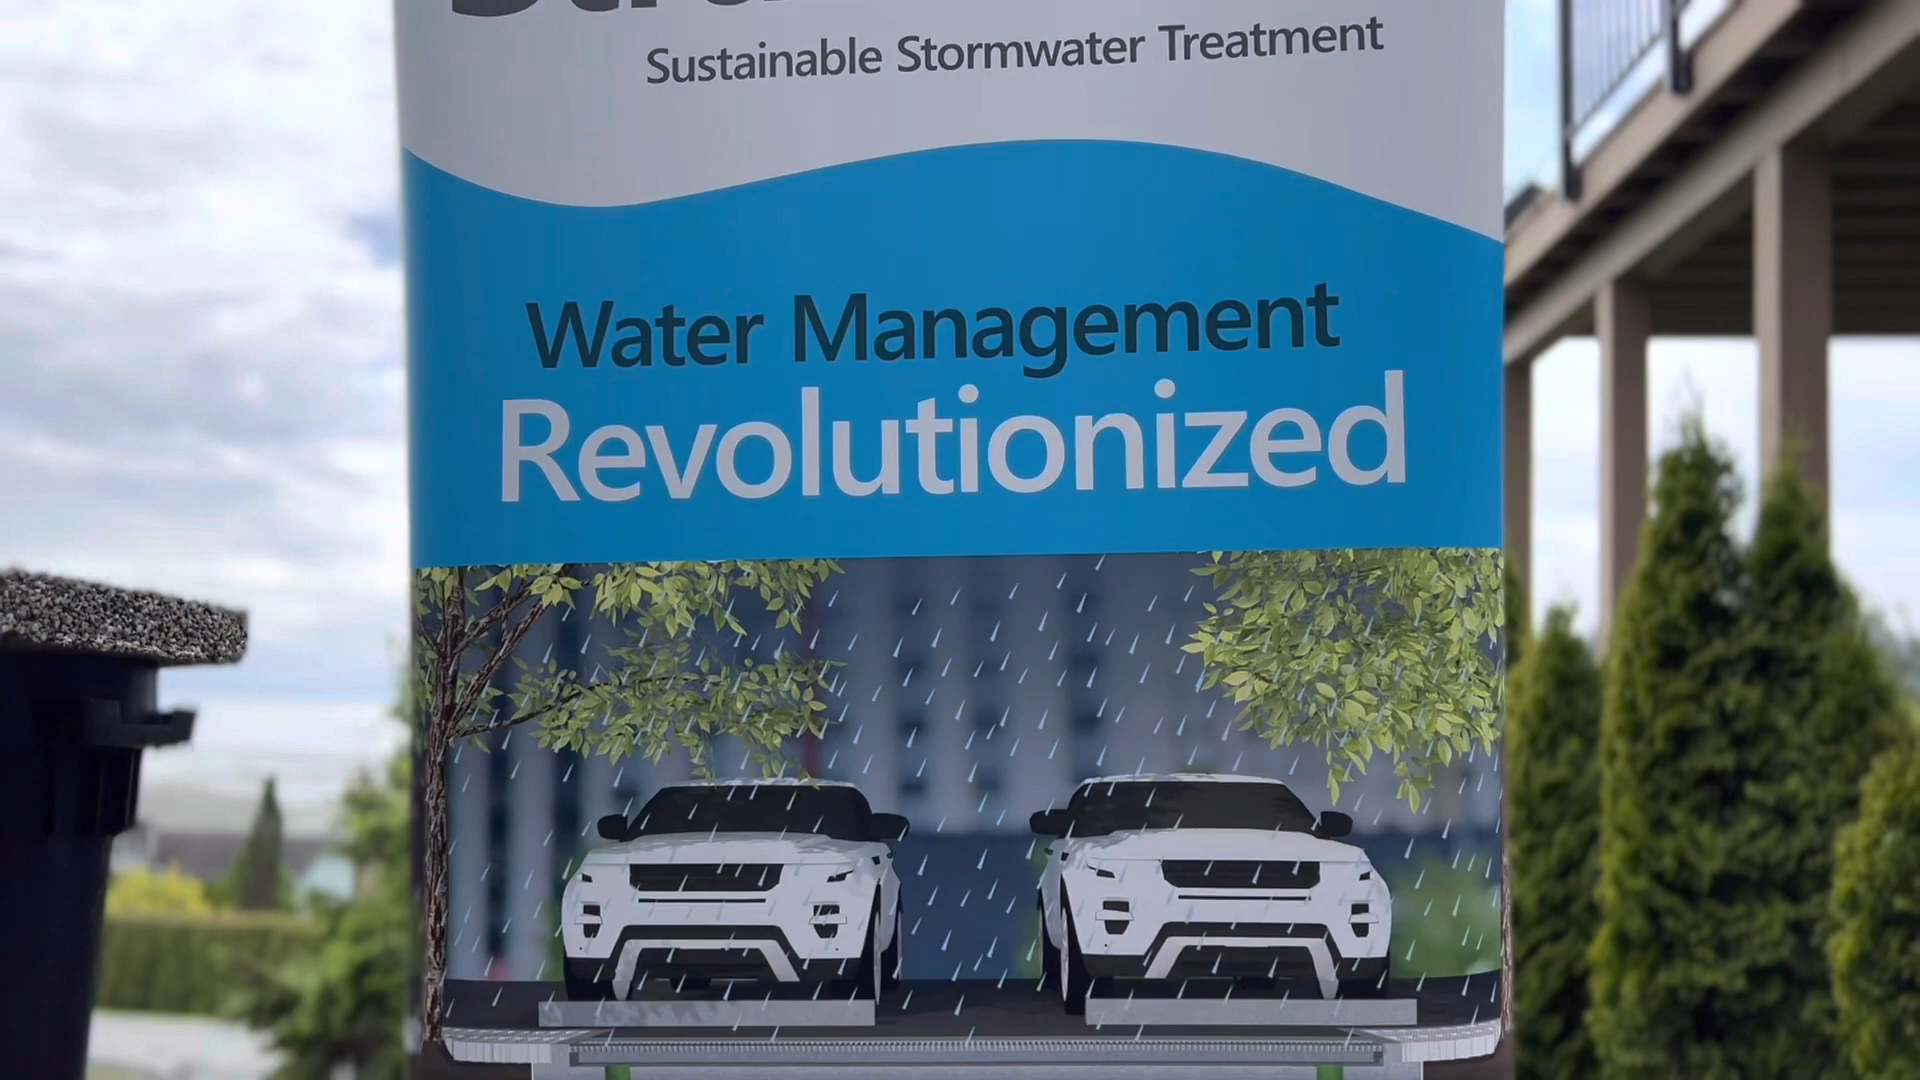 Sustainable Stormwater Treatment
Water Management
Revolutionized